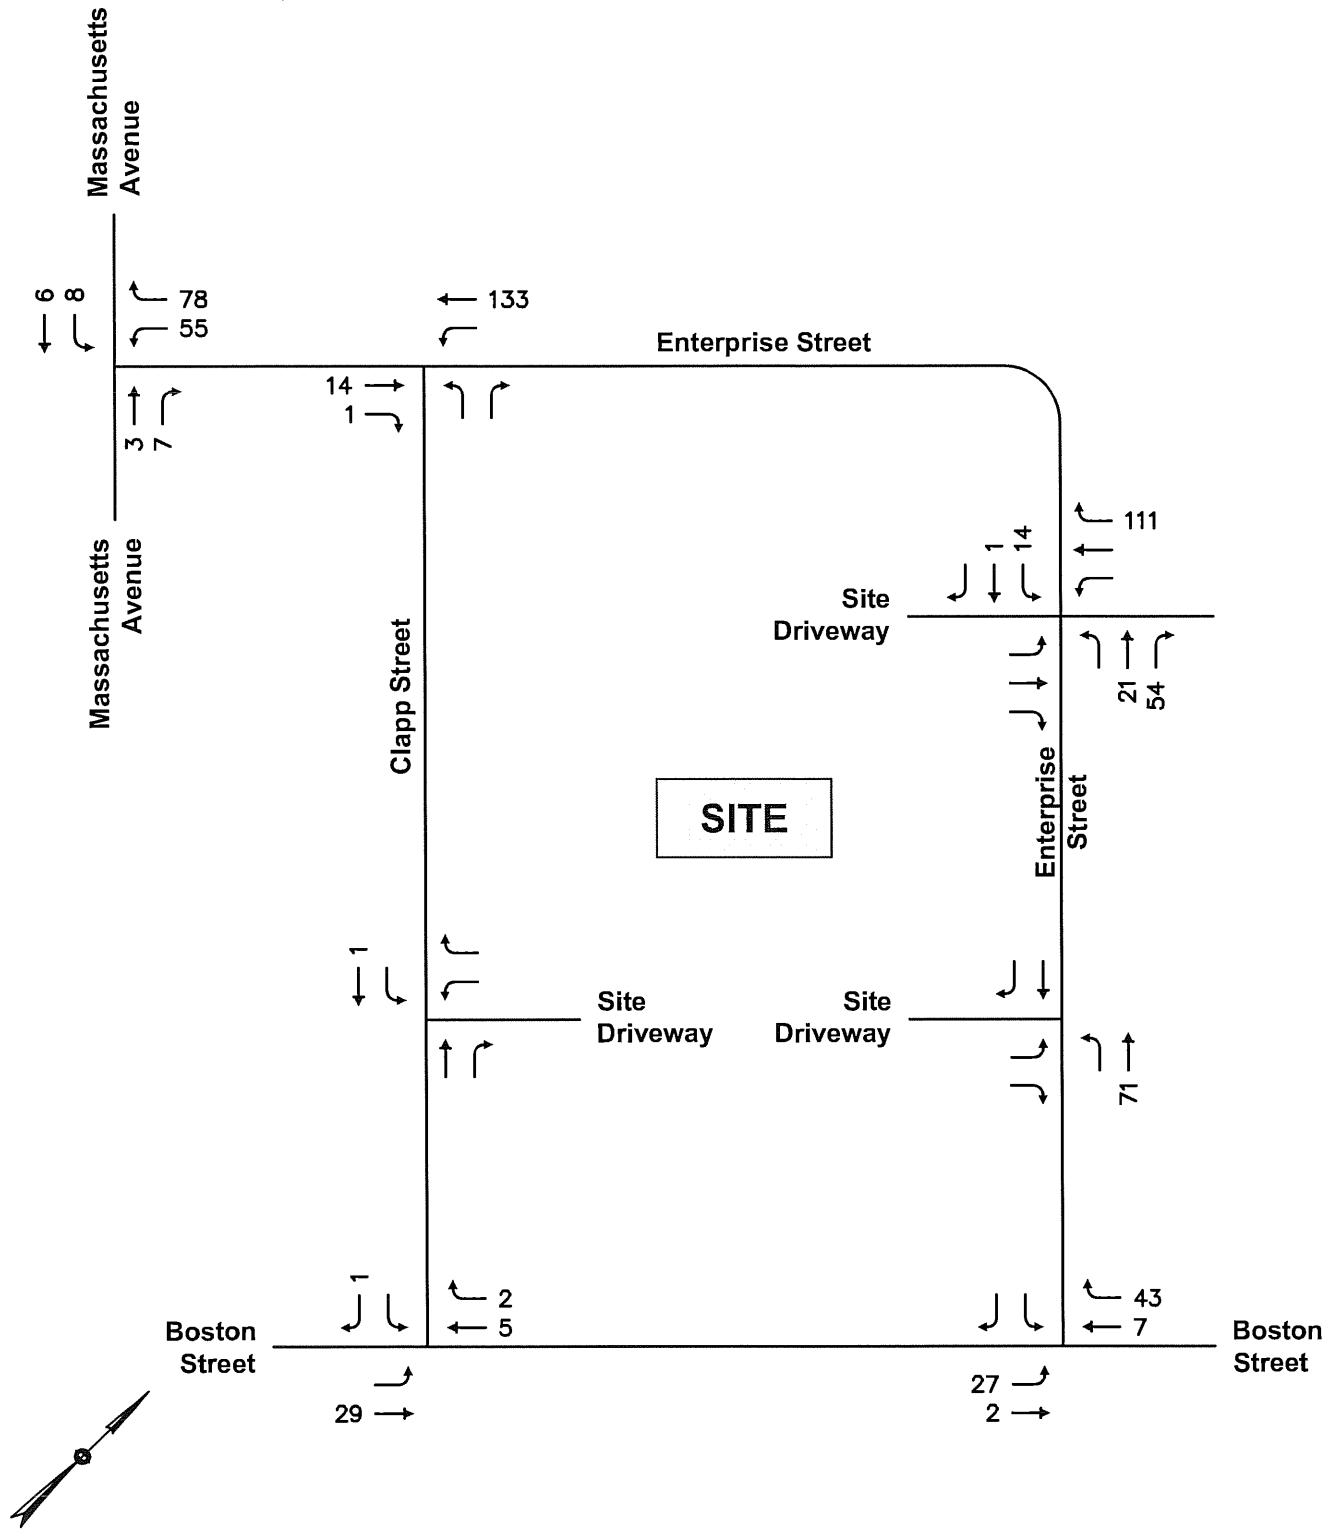 Massachusetts
Avenue
6
8
78
55
133
Enterprise Street
14
1
3
7
Massachusetts
Avenue
111
1
14
Site
Driveway
21
54
Clapp Street
Enterprise
Street
SITE
1
Site
Driveway
Site
Driveway
71
1
2
5
43
7
Boston
Street
Boston
Street
29
27
2